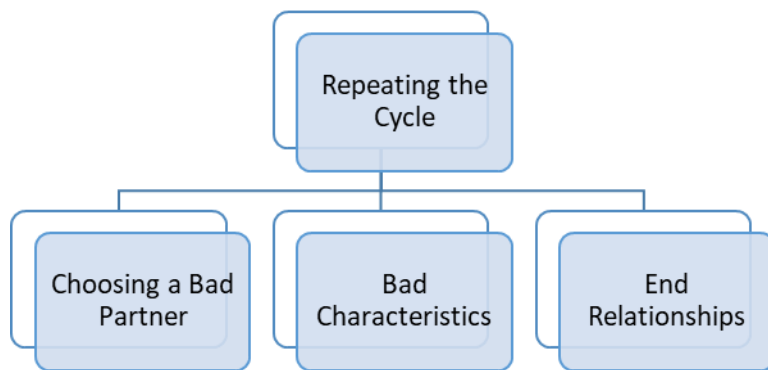 Repeating the
Cycle
Choosing a Bad
Partner
Bad
Characteristics
End
Relationships